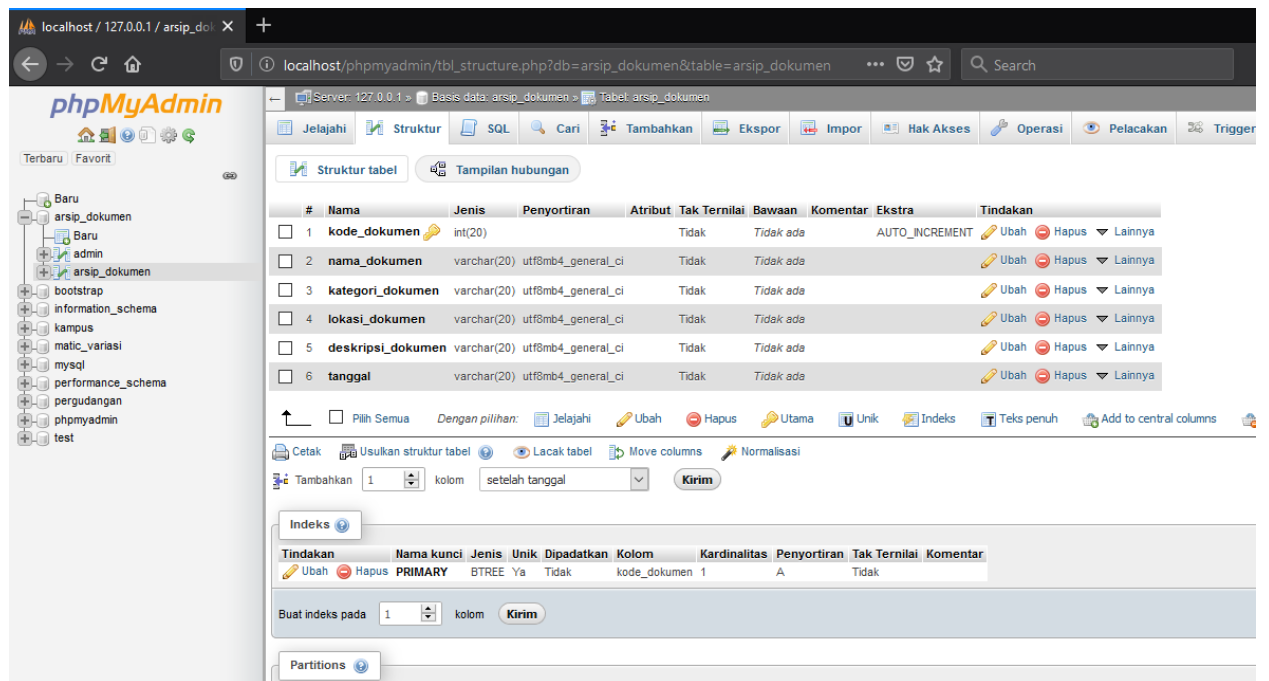 localhost / 127.0.0.1 / arsip_dok
localhost/phpmyadmin/tbl_structure.php?db=arsip_dokumen&table=arsip_dokumen Search
phpMyAdmin
Terbaru Favorit
Baru
arsip_dokumen
Baru
admin
arsip_dokumen
bootstrap
information_schema
kampus
matic_variasi
mysql
performance_schema
pergudangan
phpmyadmin
test
Server: 127.0.0.1 » Basis data: arsip_dokumen » Tabel: arsip_dokumen
Jelajahi Struktur SQL Cari Tambahkan Ekspor Impor Hak Akses Operasi Pelacakan Trigger
Struktur tabel Tampilan hubungan
# Nama Jenis Penyortiran Atribut Tak Ternilai Bawaan Komentar Ekstra Tindakan
1 kode_dokumen int(20) Tidak Tidak ada AUTO_INCREMENT Ubah Hapus Lainnya
2 nama_dokumen varchar(20) utf8mb4_general_ci Tidak Tidak ada Ubah Hapus Lainnya
3 kategori_dokumen varchar(20) utf8mb4_general_ci Tidak Tidak ada Ubah Hapus Lainnya
4 lokasi_dokumen varchar(20) utf8mb4_general_ci Tidak Tidak ada Ubah Hapus Lainnya
5 deskripsi_dokumen varchar(20) utf8mb4_general_ci Tidak Tidak ada Ubah Hapus Lainnya
6 tanggal varchar(20) utf8mb4_general_ci Tidak Tidak ada Ubah Hapus Lainnya
Pilih Semua Dengan pilihan: Jelajahi Ubah Hapus Utama Unik Indeks Teks penuh Add to central columns
Cetak Usulkan struktur tabel Lacak tabel Move columns Normalisasi
Tambahkan 1 kolom setelah tanggal Kirim
Indeks
Tindakan Nama kunci Jenis Unik Dipadatkan Kolom Kardinalitas Penyortiran Tak Ternilai Komentar
Ubah Hapus PRIMARY BTREE Ya Tidak kode_dokumen 1 A Tidak
Buat indeks pada 1 kolom Kirim
Partitions